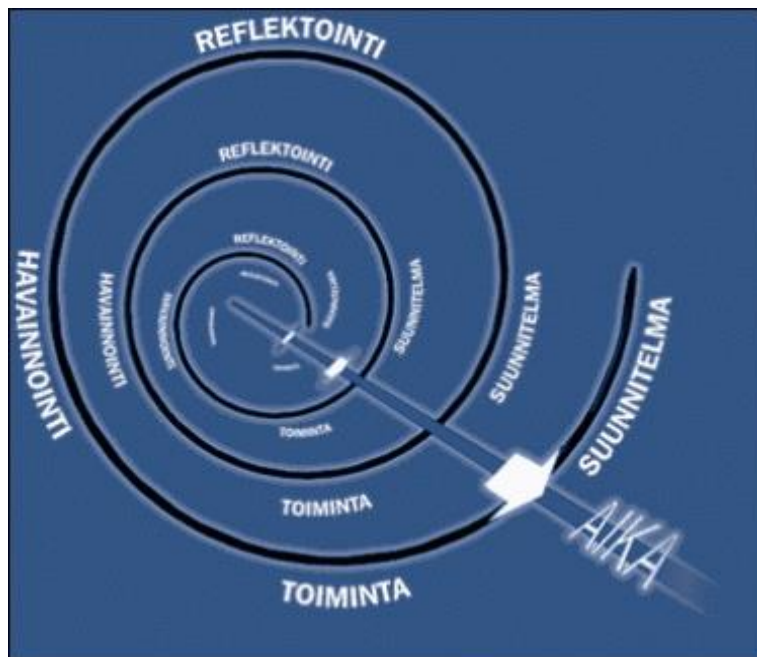 REFLEKTOINTI
REFLEKTOINTI
REFLEKTOINTI
HAVAINNOINTI
HAVAINNOINTI
SUUNNITELMA
SUUNNITELMA
SUUNNITELMA
TOIMINTA
TOIMINTA
TOIMINTA
AIKA